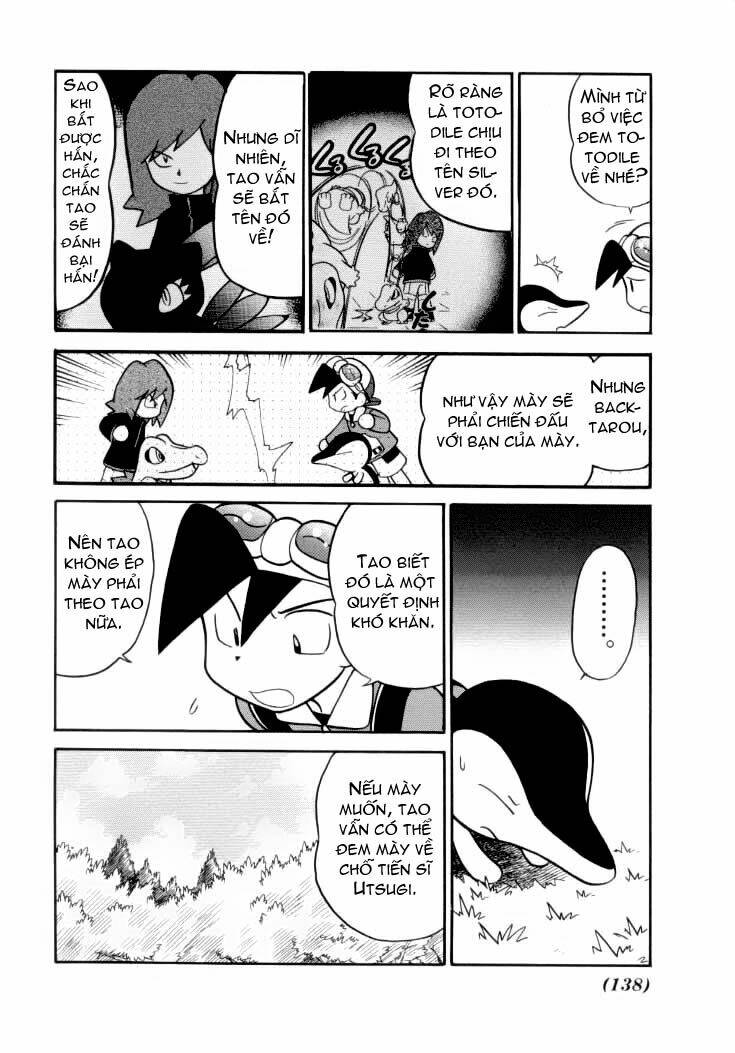 MÌNH TỪ
BỎ VIỆC
ĐEM TO-
TODILE
VỀ NHÉ?
RÕ RÀNG
LÀ TOTO-
DILE CHỊU
ĐI THEO
TÊN SIL-
VER ĐÓ.
NHƯNG DĨ
NHIÊN,
TAO VẪN
SẼ BẮT
TÊN ĐÓ
VỀ!
SAO
KHI
BẮT
ĐƯỢC
HẮN,
CHẮC
CHẮN
TAO
SẼ
ĐÁNH
BẠI
HẮN!
NHƯNG
BACK-
TAROU,
NHƯ VẬY MÀY SẼ
PHẢI CHIẾN ĐẤU
VỚI BẠN CỦA MÀY.
.........
TAO BIẾT
ĐÓ LÀ MỘT
QUYẾT ĐỊNH
KHÓ KHĂN.
NÊN TAO
KHÔNG ÉP
MÀY PHẢI
THEO TAO
NỮA.
NẾU MÀY
MUỐN, TAO
VẪN CÓ THỂ
ĐEM MÀY VỀ
CHỖ TIẾN SĨ
UTSUGI.
(138)